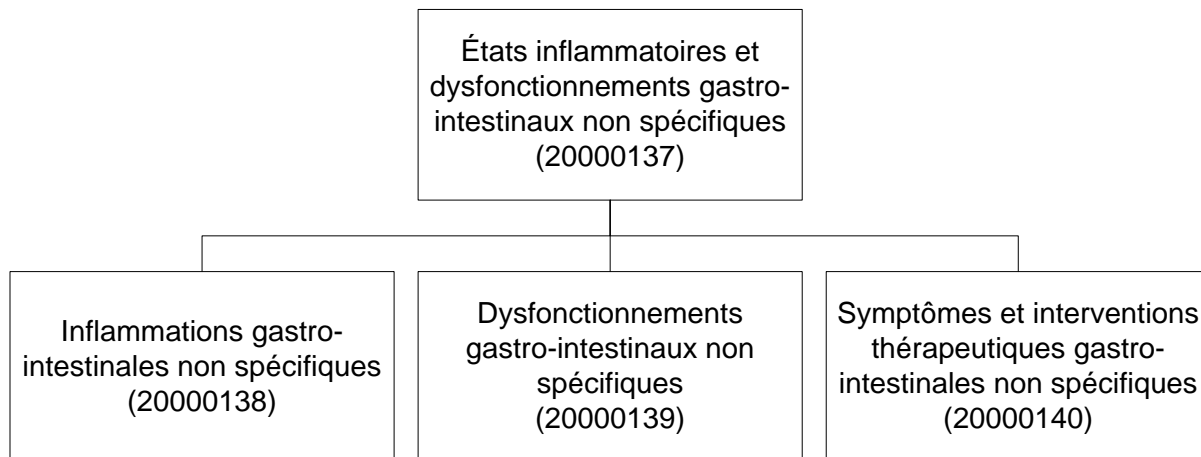 États inflammatoires et
dysfonctionnements gastro-
intestinaux non spécifiques
(20000137)
Inflammations gastro-
intestinales non spécifiques
(20000138)
Dysfonctionnements
gastro-intestinaux non
spécifiques
(20000139)
Symptômes et interventions
thérapeutiques gastro-
intestinales non spécifiques
(20000140)